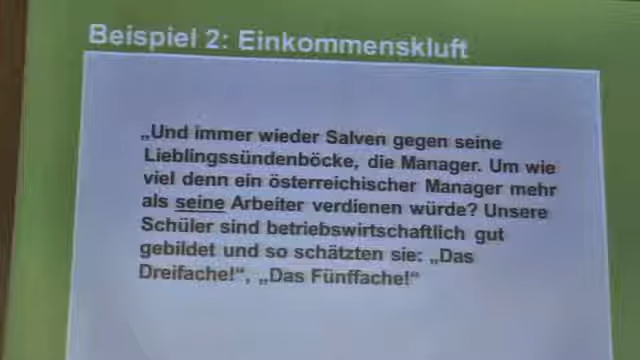 Beispiel 2: Einkommenskluft
„Und immer wieder Salven gegen seine
Lieblingssündenböcke, die Manager. Um wie
viel denn ein österreichischer Manager mehr
als seine Arbeiter verdienen würde? Unsere
Schüler sind betriebswirtschaftlich gut
gebildet und so schätzten sie: „Das
Dreifache!“, „Das Fünffache!“